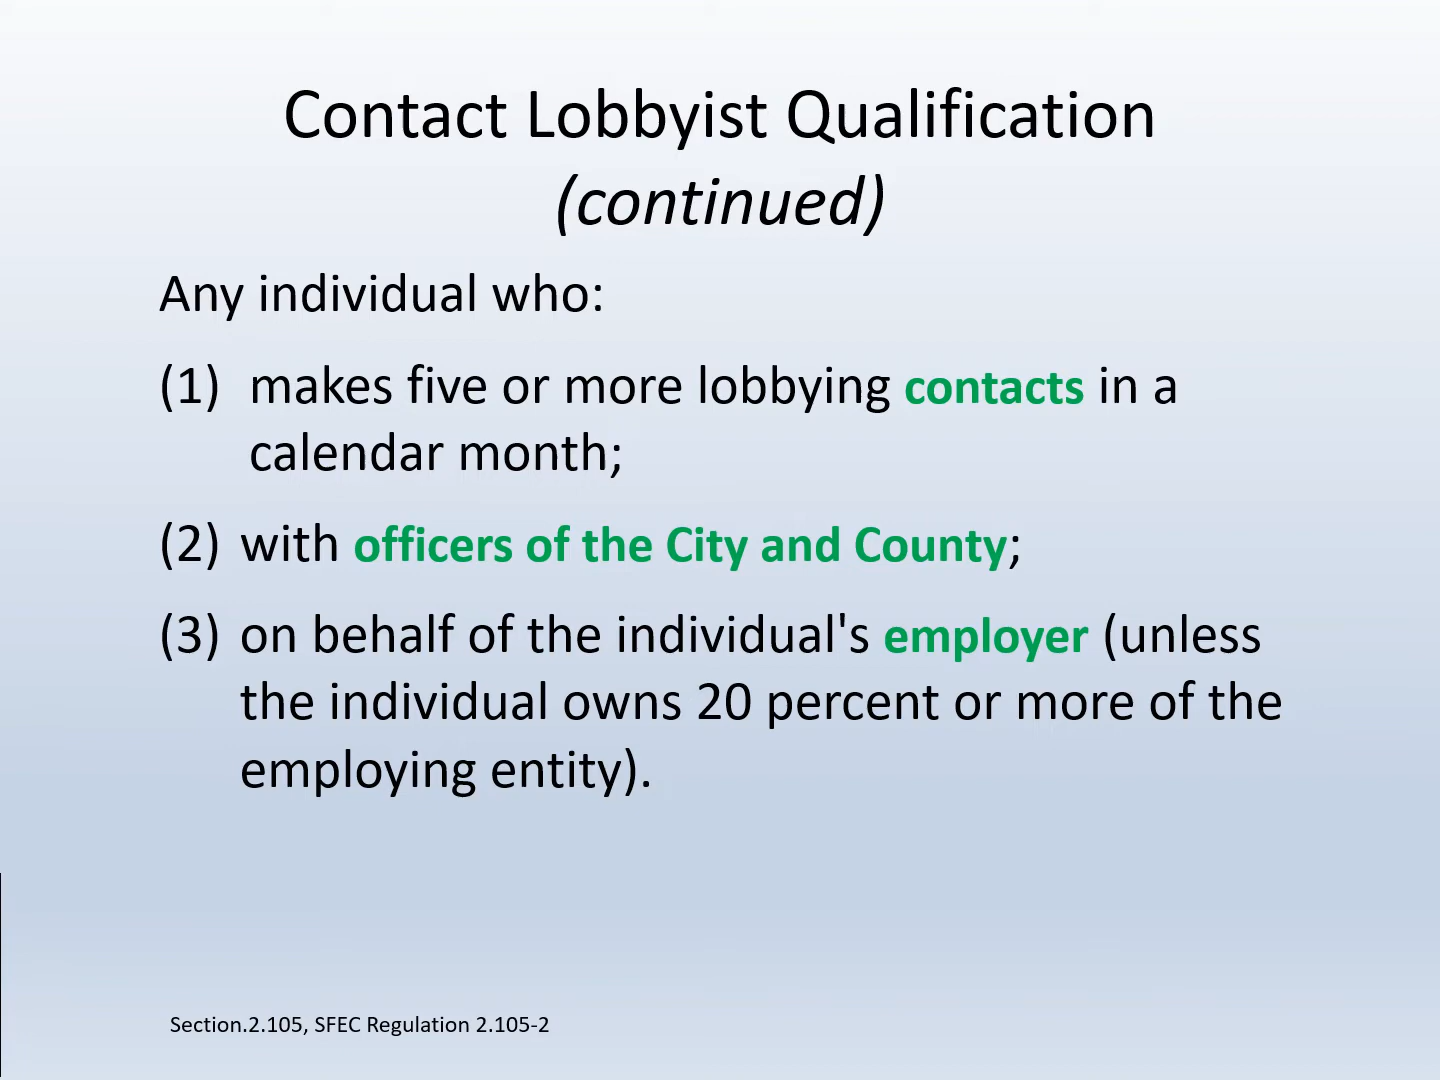 Contact Lobbyist Qualification
(continued)
Any individual who:
(1) makes five or more lobbying contacts in a
calendar month;
(2) with officers of the City and County;
(3) on behalf of the individual's employer (unless
the individual owns 20 percent or more of the
employing entity).
Section.2.105, SFEC Regulation 2.105-2